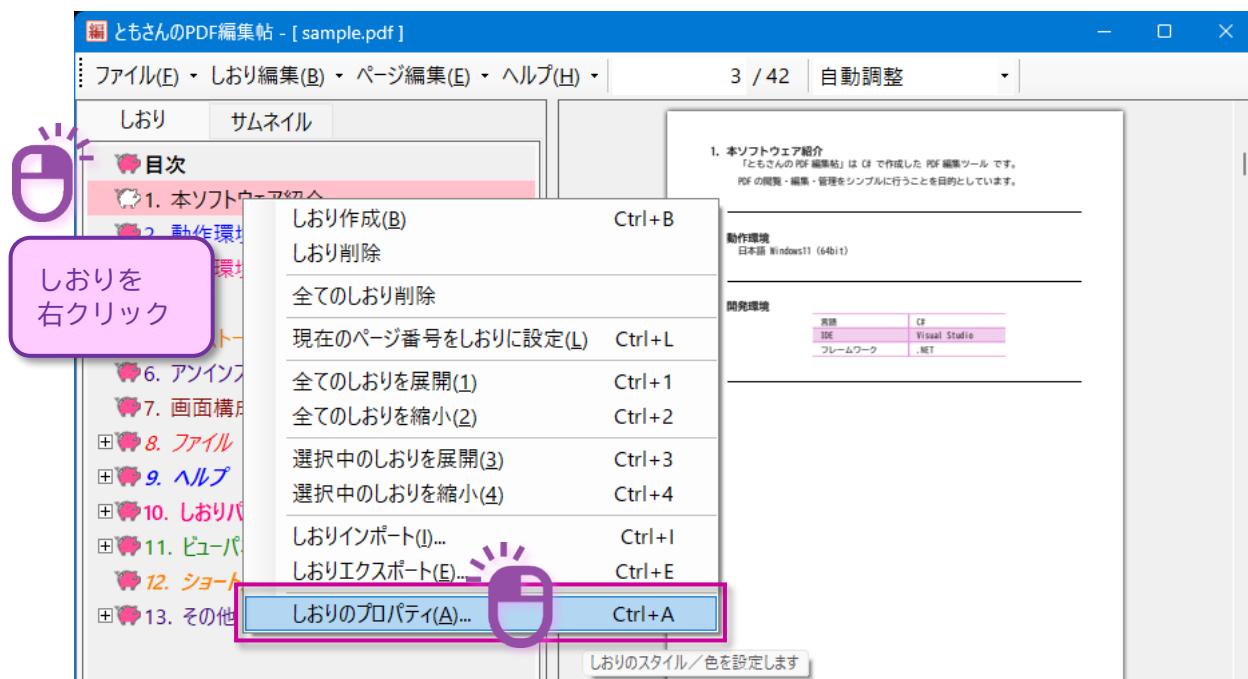 ともさんのPDF編集帖 - [ sample.pdf ]
ファイル(F) しおり編集(B) ページ編集(E) ヘルプ(H) 3 / 42 自動調整
しおり サムネイル
目次
1. 本ソフトウェア紹介
2. 動作環境
環境
6. アンインス
7. 画面構成
8. ファイル
9. ヘルプ
10. しおりパ
11. ビューパ
12. ショート
13. その他
しおりを
右クリック
しおり作成(B) Ctrl+B
しおり削除
全てのしおり削除
現在のページ番号をしおりに設定(L) Ctrl+L
全てのしおりを展開(1) Ctrl+1
全てのしおりを縮小(2) Ctrl+2
選択中のしおりを展開(3) Ctrl+3
選択中のしおりを縮小(4) Ctrl+4
しおりインポート(I)... Ctrl+I
しおりエクスポート(E)... Ctrl+E
しおりのプロパティ(A)... Ctrl+A
しおりのスタイル／色を設定します
1. 本ソフトウェア紹介
「ともさんの PDF 編集帖」は C# で作成した PDF 編集ツール です。
PDF の閲覧・編集・管理をシンプルに行うことを目的としています。
動作環境
日本語 Windows11 (64bit)
開発環境
言語 C#
IDE Visual Studio
フレームワーク .NET